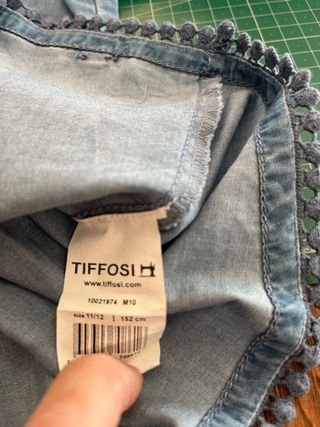 TIFFOSI
www.tiffosi.com
10021974 M10
size 11/12 | 152 cm